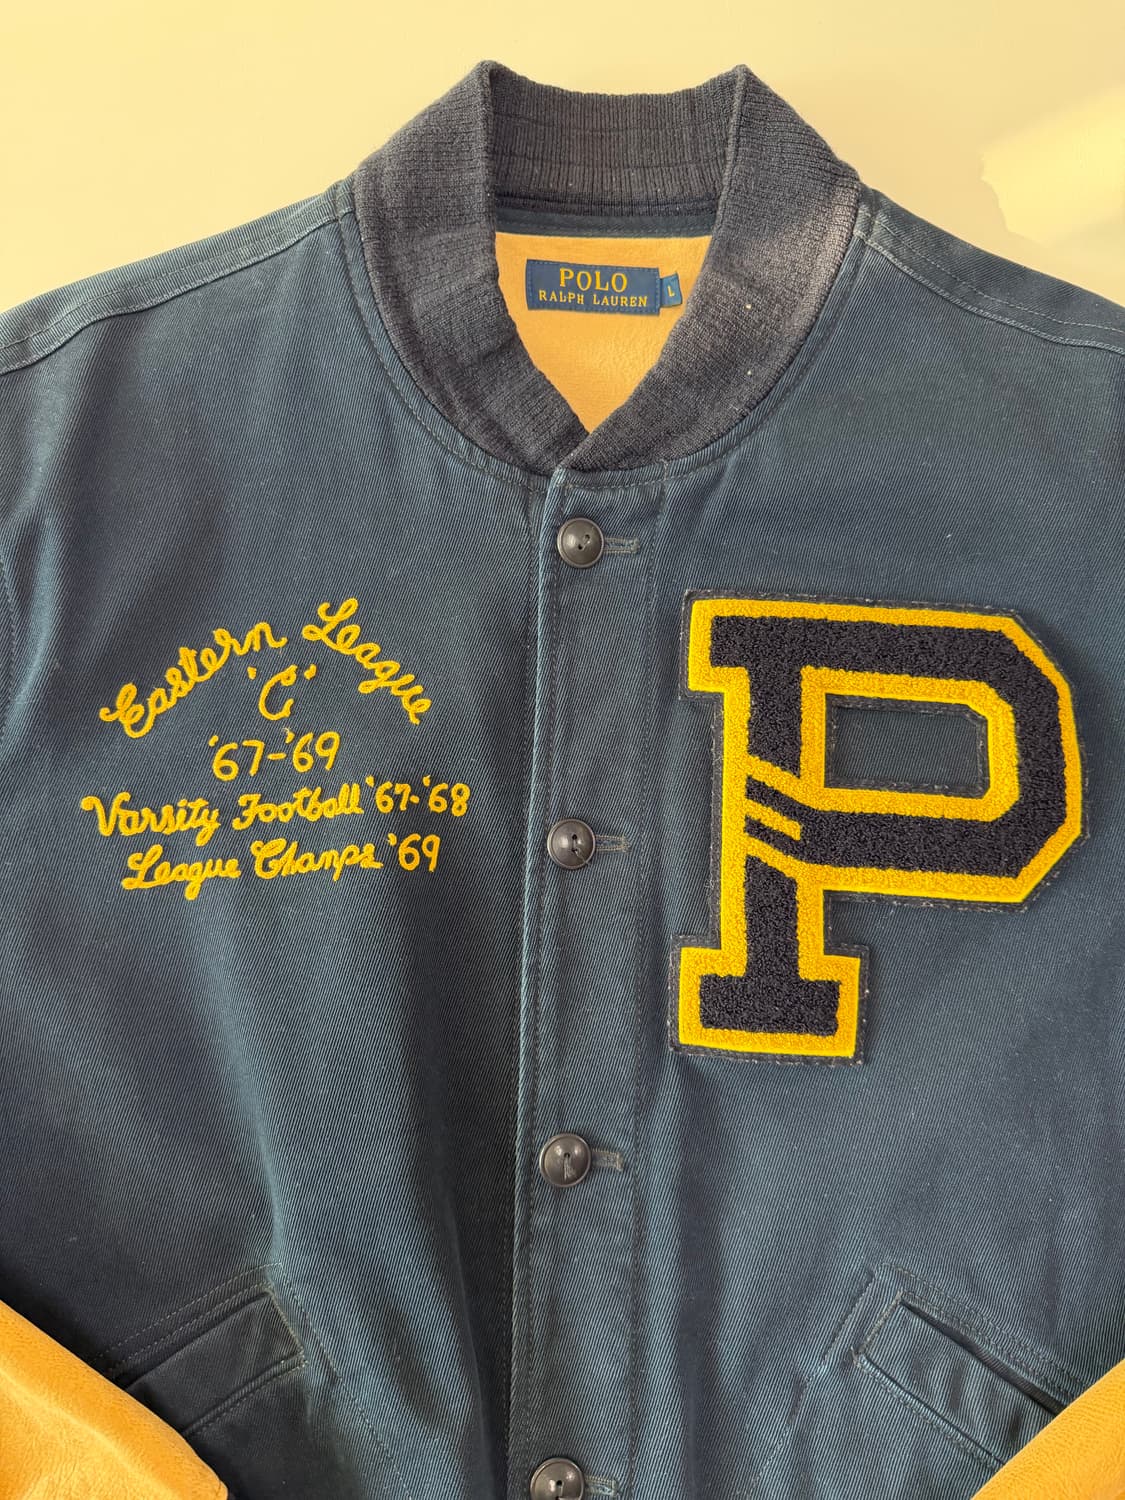 POLO
RALPH LAUREN
L
Eastern League
'C'
'67-'69
Varsity Football '67-'68
League Champs '69
P